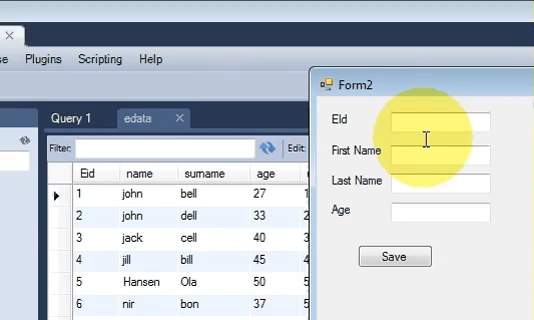 Plugins Scripting Help
Form2
Query 1 edata
EId
Filter: Edit:
First Name
Eid name surname age
Last Name
1 john bell 27
2 john dell 33
Age
3 jack cell 40
4 jill bill 45
Save
5 Hansen Ola 50
6 nir bon 37